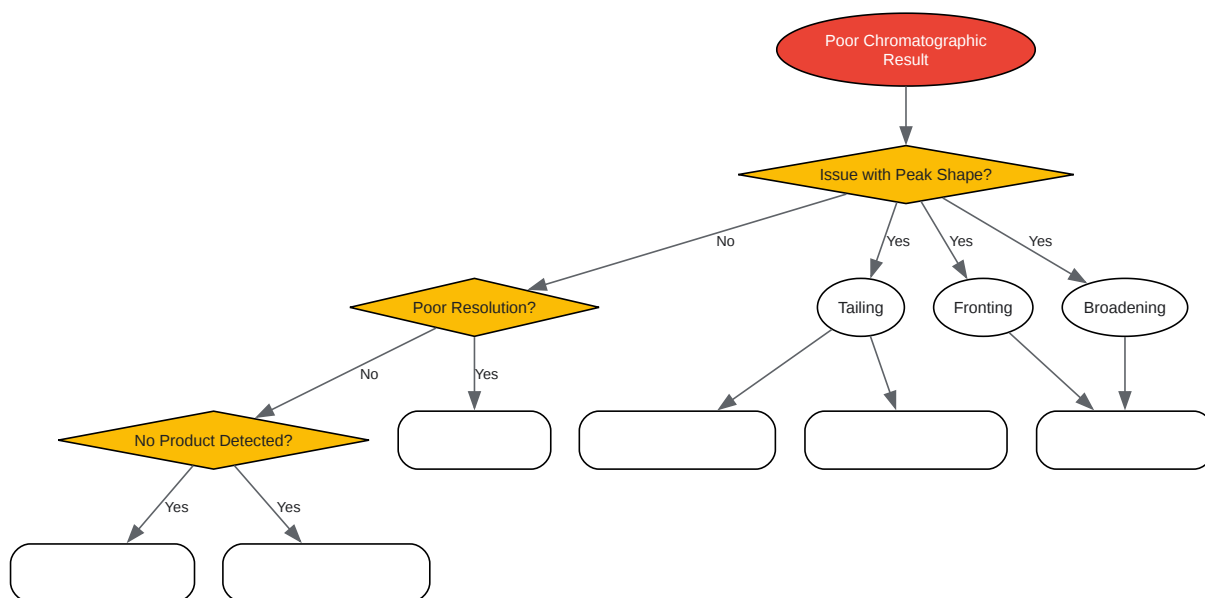 Poor Chromatographic
Result
Issue with Peak Shape?
No
Yes
Yes
Yes
Poor Resolution?
Tailing
Fronting
Broadening
No
Yes
No Product Detected?
Yes
Yes